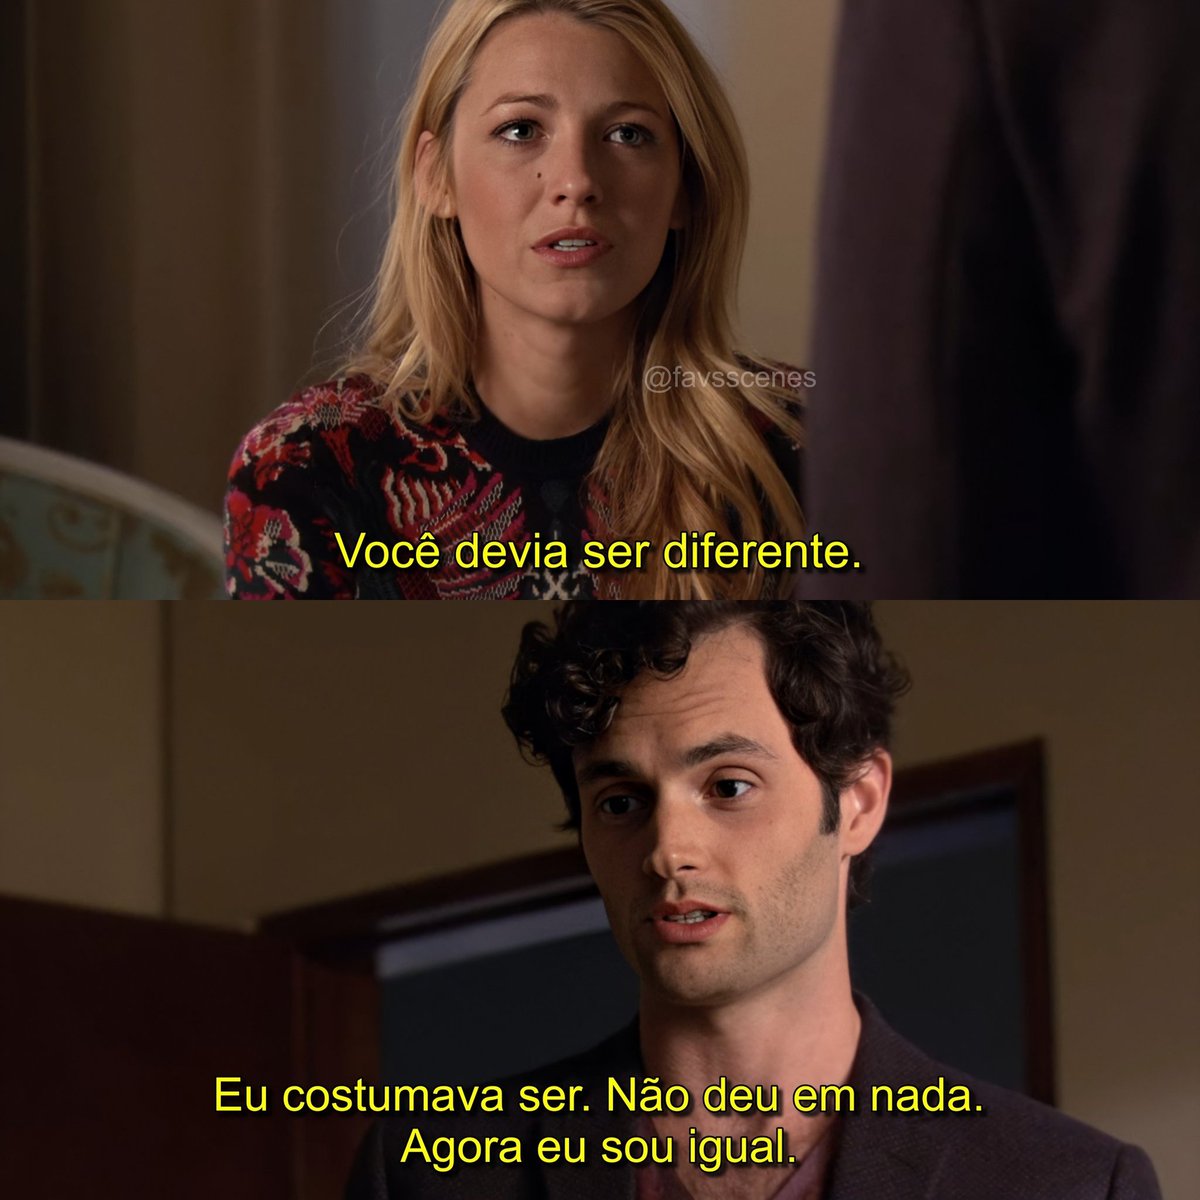 @favsscenes
Você devia ser diferente.
Eu costumava ser. Não deu em nada.
Agora eu sou igual.